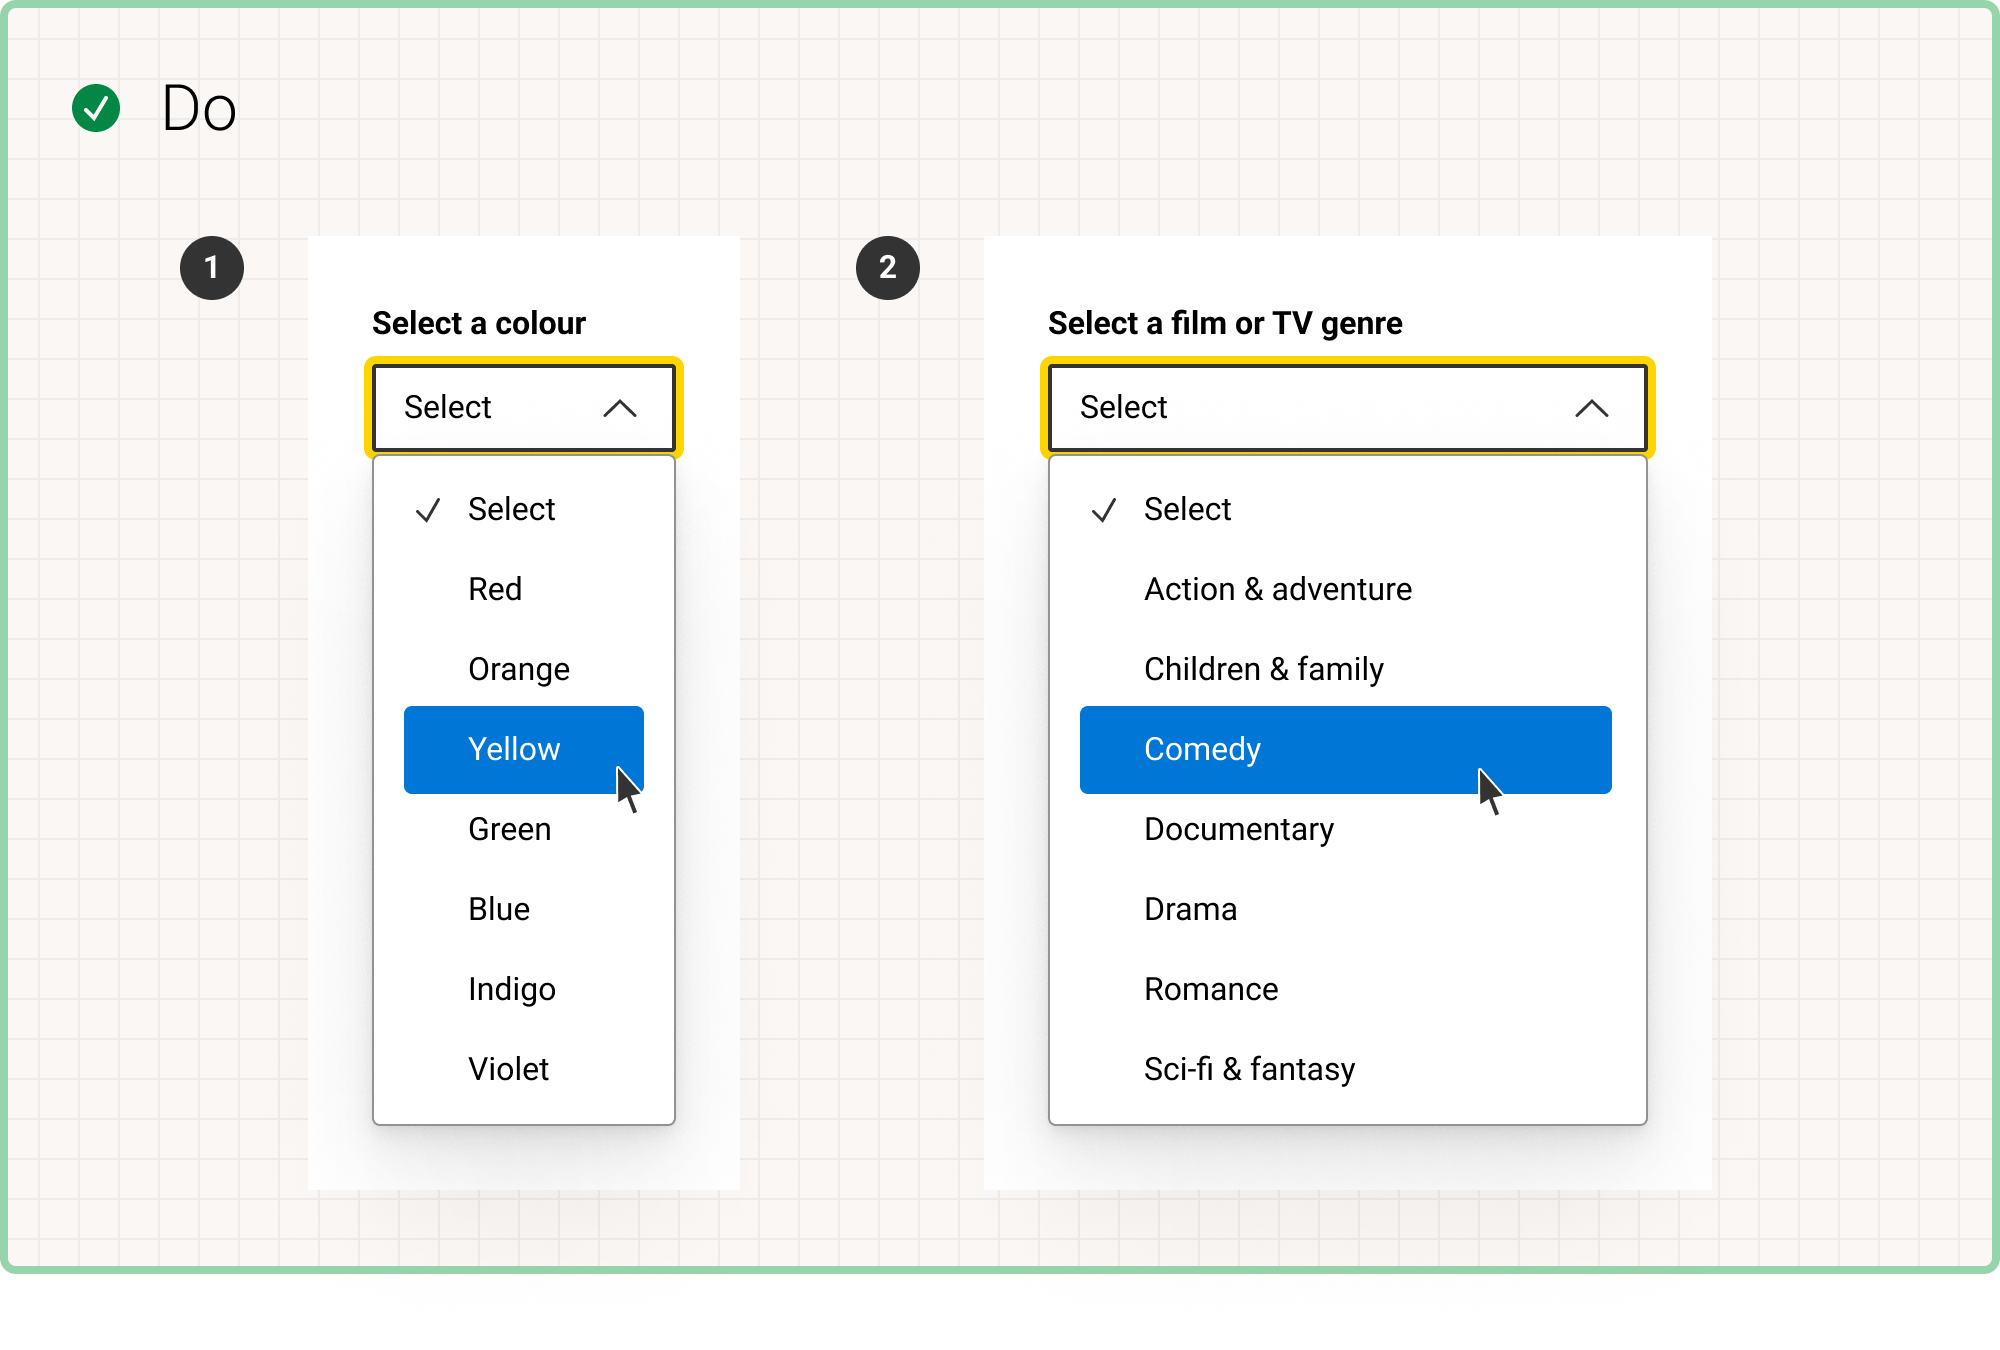 Do
1
Select a colour
Select
Select
Red
Orange
Yellow
Green
Blue
Indigo
Violet
2
Select a film or TV genre
Select
Select
Action & adventure
Children & family
Comedy
Documentary
Drama
Romance
Sci-fi & fantasy